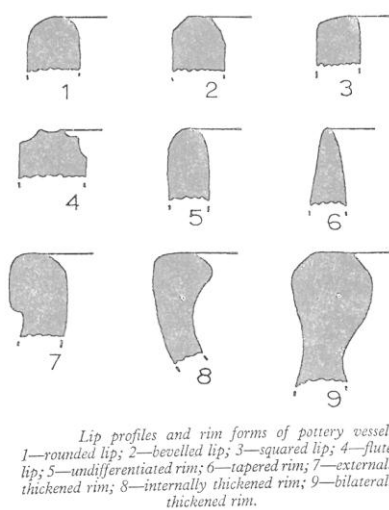 1
2
3
4
5
6
7
8
9
Lip profiles and rim forms of pottery vessel
1—rounded lip; 2—bevelled lip; 3—squared lip; 4—flute
lip; 5—undifferentiated rim; 6—tapered rim; 7—external
thickened rim; 8—internally thickened rim; 9—bilateral
thickened rim.